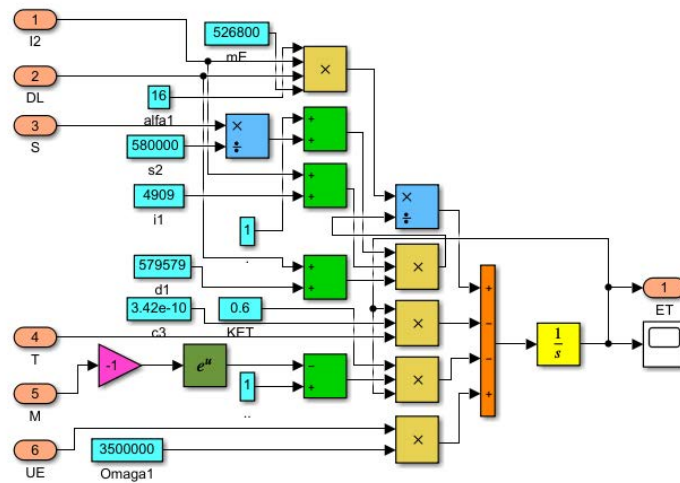 1
I2
526800
mE
×
2
DL
16
alfa1
3
S
×
÷
+
+
580000
s2
4909
i1
+
+
1
.
×
÷
579579
d1
+
+
×
3.42e-10
c3
0.6
KET
×
4
T
-1
e^u
−
+
1
..
×
5
M
6
UE
3500000
Omaga1
×
+
−
−
+
1
s
1
ET